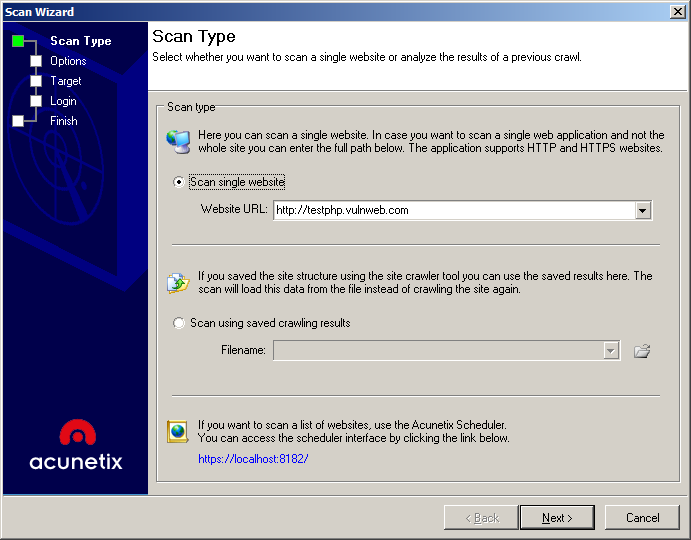 Scan Wizard
Scan Type
Options
Target
Login
Finish
Scan Type
Select whether you want to scan a single website or analyze the results of a previous crawl.
Scan type
Here you can scan a single website. In case you want to scan a single web application and not the
whole site you can enter the full path below. The application supports HTTP and HTTPS websites.
Scan single website
Website URL: http://testphp.vulnweb.com
If you saved the site structure using the site crawler tool you can use the saved results here. The
scan will load this data from the file instead of crawling the site again.
Scan using saved crawling results
Filename:
If you want to scan a list of websites, use the Acunetix Scheduler.
You can access the scheduler interface by clicking the link below.
https://localhost:8182/
acunetix
< Back Next > Cancel